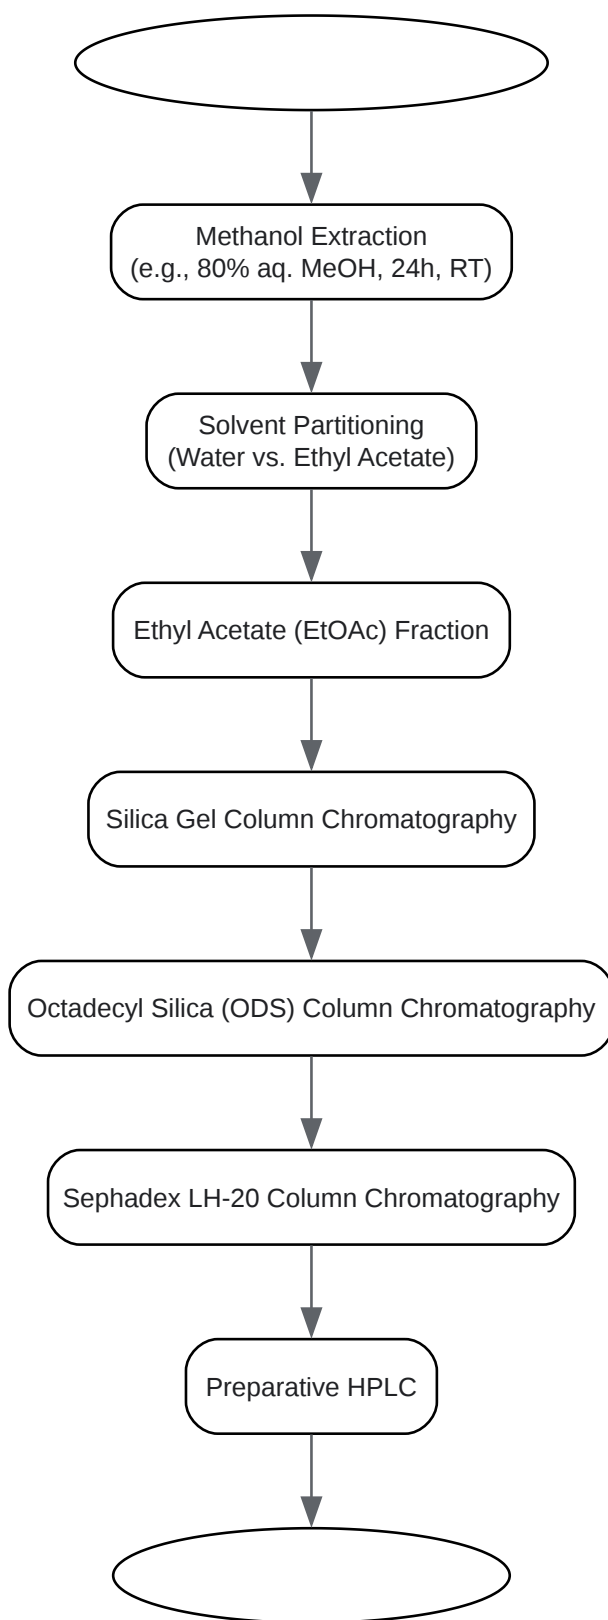 Methanol Extraction
(e.g., 80% aq. MeOH, 24h, RT)
Solvent Partitioning
(Water vs. Ethyl Acetate)
Ethyl Acetate (EtOAc) Fraction
Silica Gel Column Chromatography
Octadecyl Silica (ODS) Column Chromatography
Sephadex LH-20 Column Chromatography
Preparative HPLC